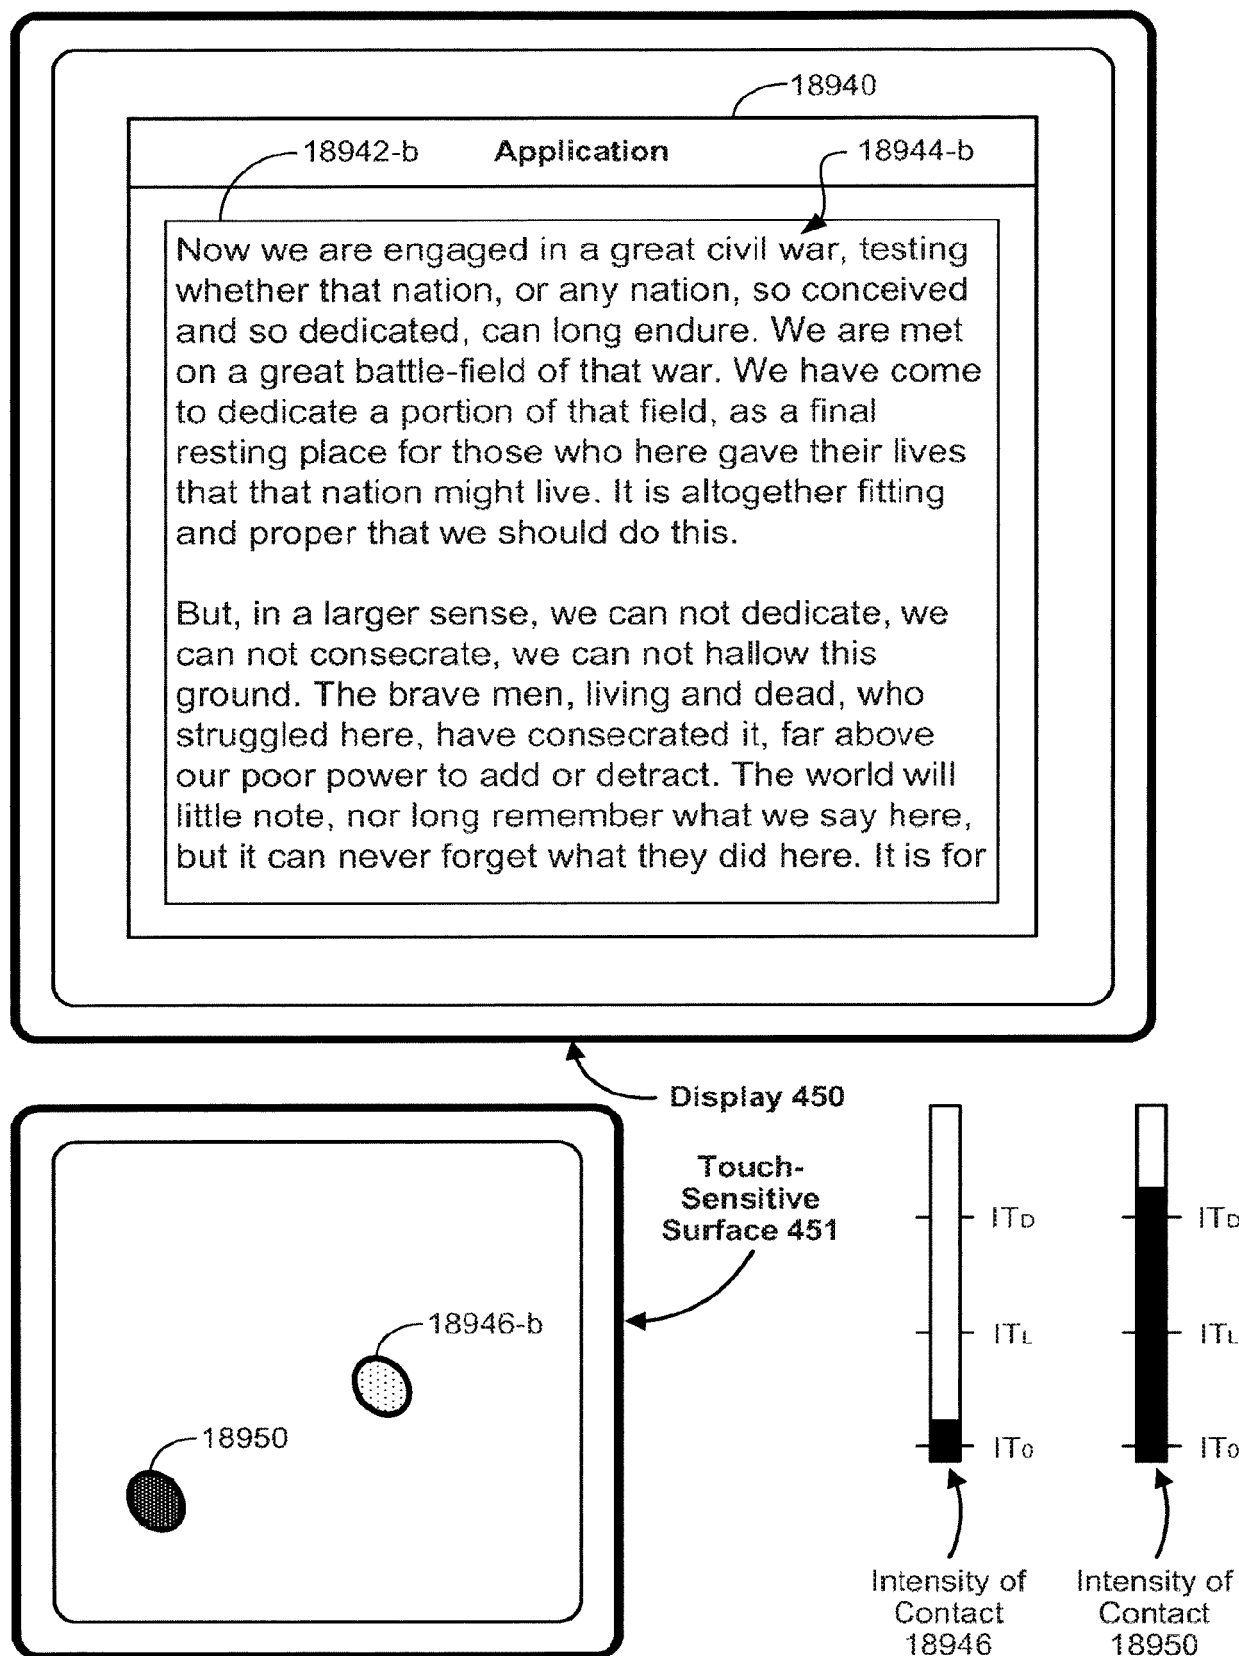 18940
18942-b
Application
18944-b
Now we are engaged in a great civil war, testing
whether that nation, or any nation, so conceived
and so dedicated, can long endure. We are met
on a great battle-field of that war. We have come
to dedicate a portion of that field, as a final
resting place for those who here gave their lives
that that nation might live. It is altogether fitting
and proper that we should do this.
But, in a larger sense, we can not dedicate, we
can not consecrate, we can not hallow this
ground. The brave men, living and dead, who
struggled here, have consecrated it, far above
our poor power to add or detract. The world will
little note, nor long remember what we say here,
but it can never forget what they did here. It is for
Display 450
Touch-
Sensitive
Surface 451
18946-b
18950
ITD
ITL
IT0
Intensity of
Contact
18946
ITD
ITL
IT0
Intensity of
Contact
18950